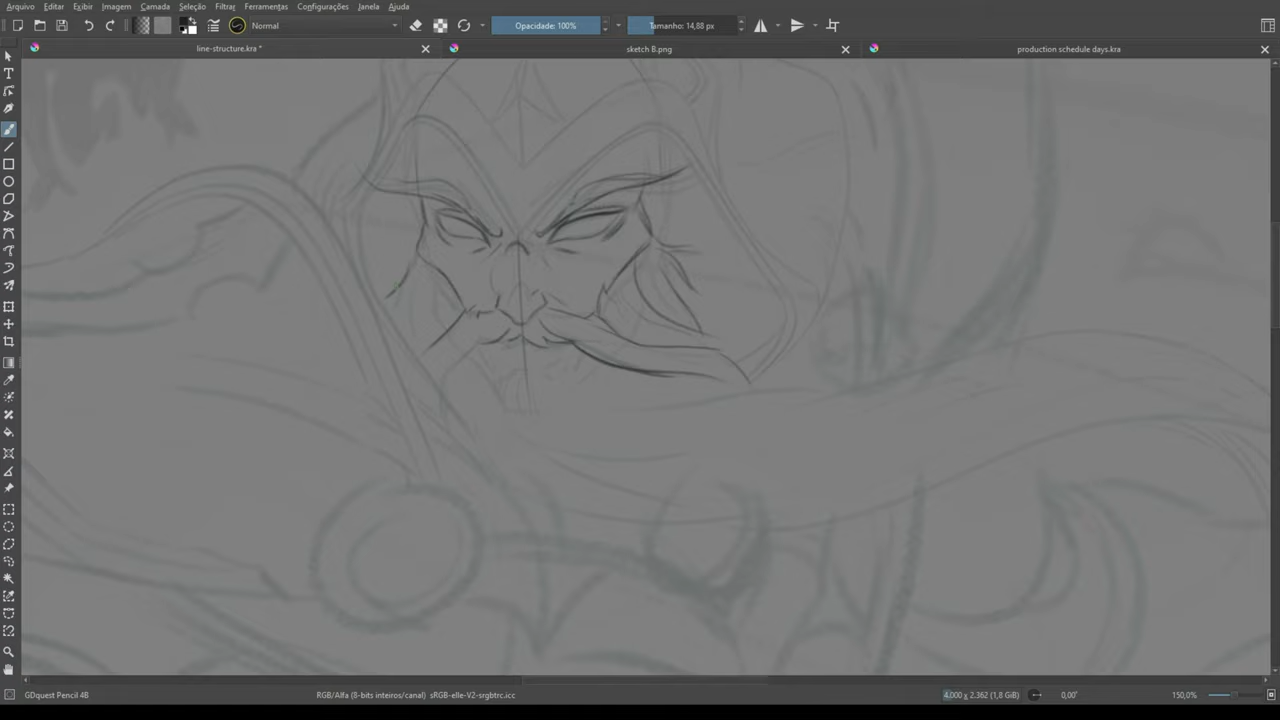 Arquivo Editar Exibir Imagem Camada Seleção Filtrar Ferramentas Configurações Janela Ajuda
Normal Opacidade: 100% Tamanho: 14,88 px
line-structure.kra * sketch B.png production schedule days.kra
GDquest Pencil 4B RGB/Alfa (8-bits inteiros/canal) sRGB-elle-V2-srgbtrc.icc 4.000 x 2.362 (1,8 GiB) 0,00° 150,0%